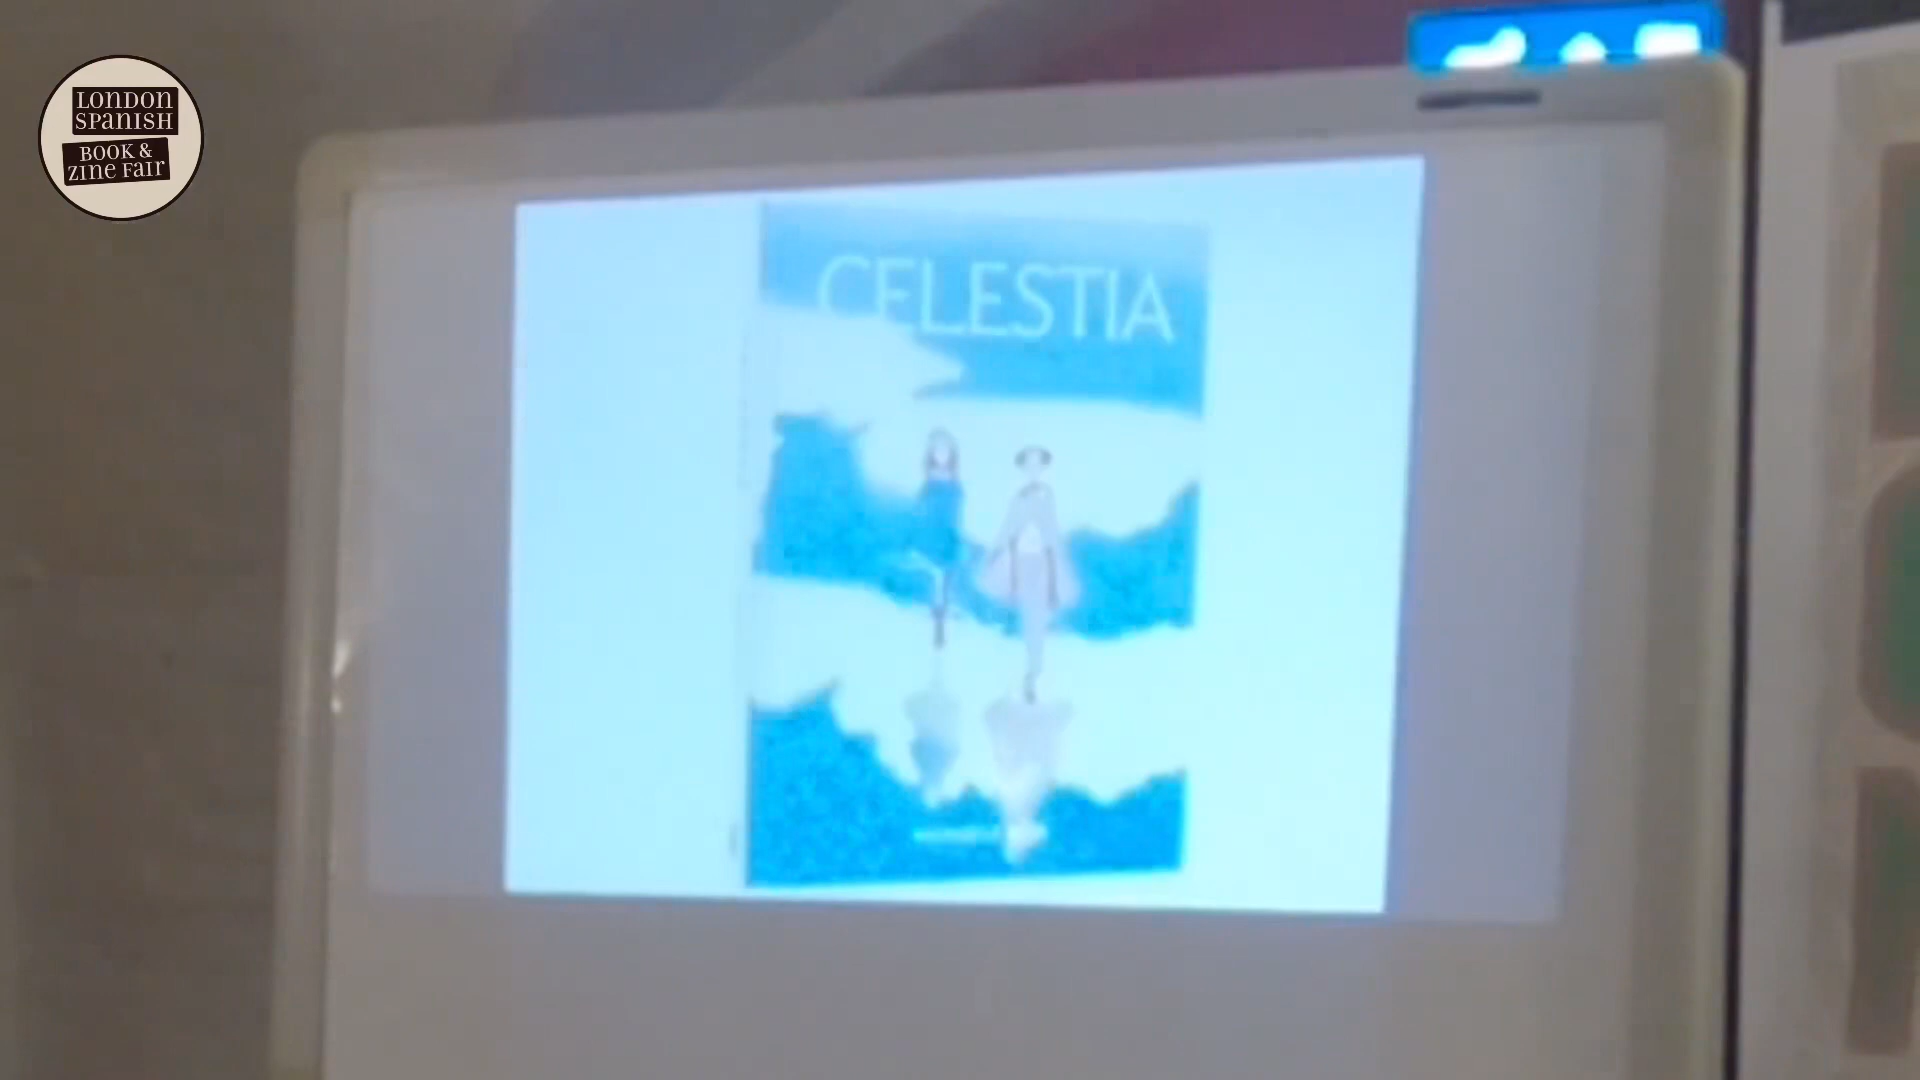 LONDON
SPANISH
BOOK &
ZINE FAIR
CELESTIA